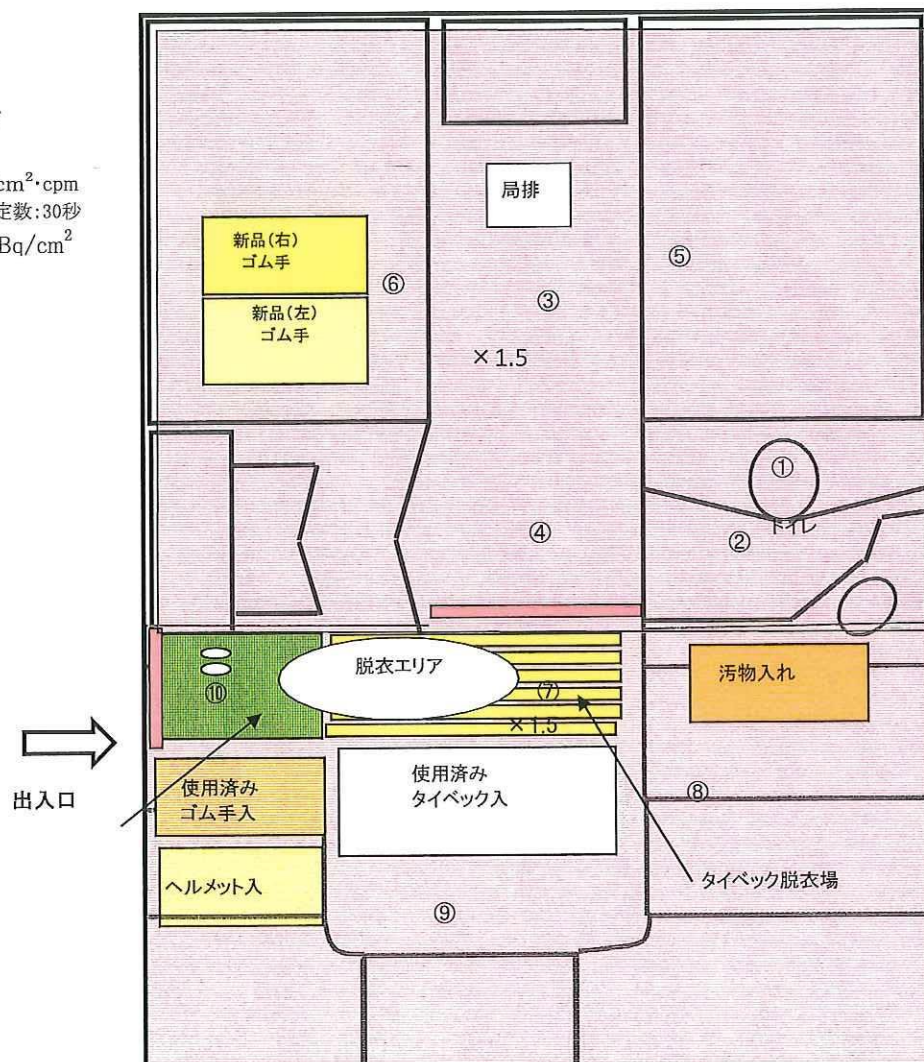 cm²・cpm
定数:30秒
Bq/cm²
局排
新品(右)
ゴム手
新品(左)
ゴム手
⑥
③
⑤
×1.5
①
④
②
トイレ
脱衣エリア
⑩
⑦
×1.5
汚物入れ
出入口
使用済み
ゴム手入
使用済み
タイベック入
⑧
ヘルメット入
タイベック脱衣場
⑨